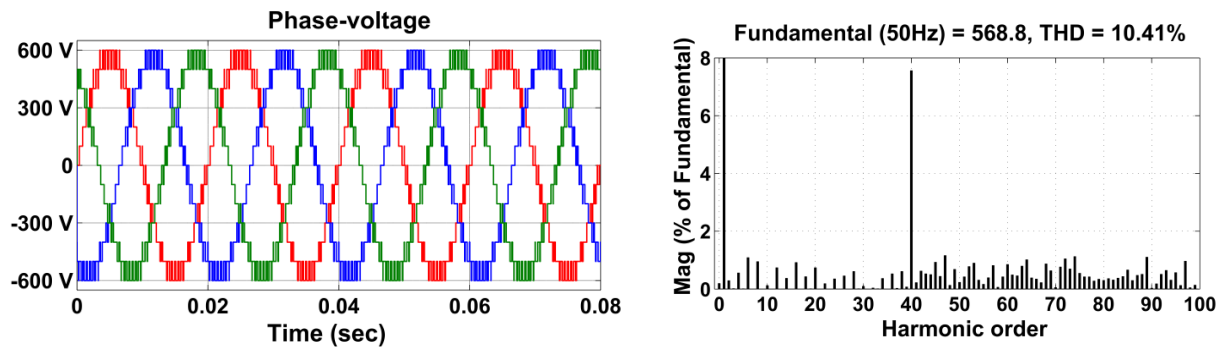 Phase-voltage
600 V
300 V
0
-300 V
-600 V
0 0.02 0.04 0.06 0.08
Time (sec)
Fundamental (50Hz) = 568.8, THD = 10.41%
Mag (% of Fundamental)
8
6
4
2
0
0 10 20 30 40 50 60 70 80 90 100
Harmonic order